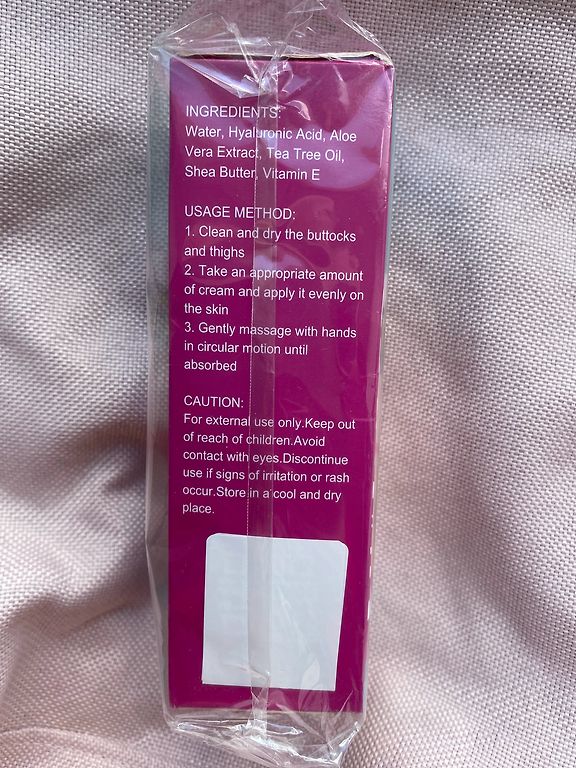 INGREDIENTS:
Water, Hyaluronic Acid, Aloe
Vera Extract, Tea Tree Oil,
Shea Butter, Vitamin E
USAGE METHOD:
1. Clean and dry the buttocks
and thighs
2. Take an appropriate amount
of cream and apply it evenly on
the skin
3. Gently massage with hands
in circular motion until
absorbed
CAUTION:
For external use only.Keep out
of reach of children.Avoid
contact with eyes.Discontinue
use if signs of irritation or rash
occur.Store in a cool and dry
place.